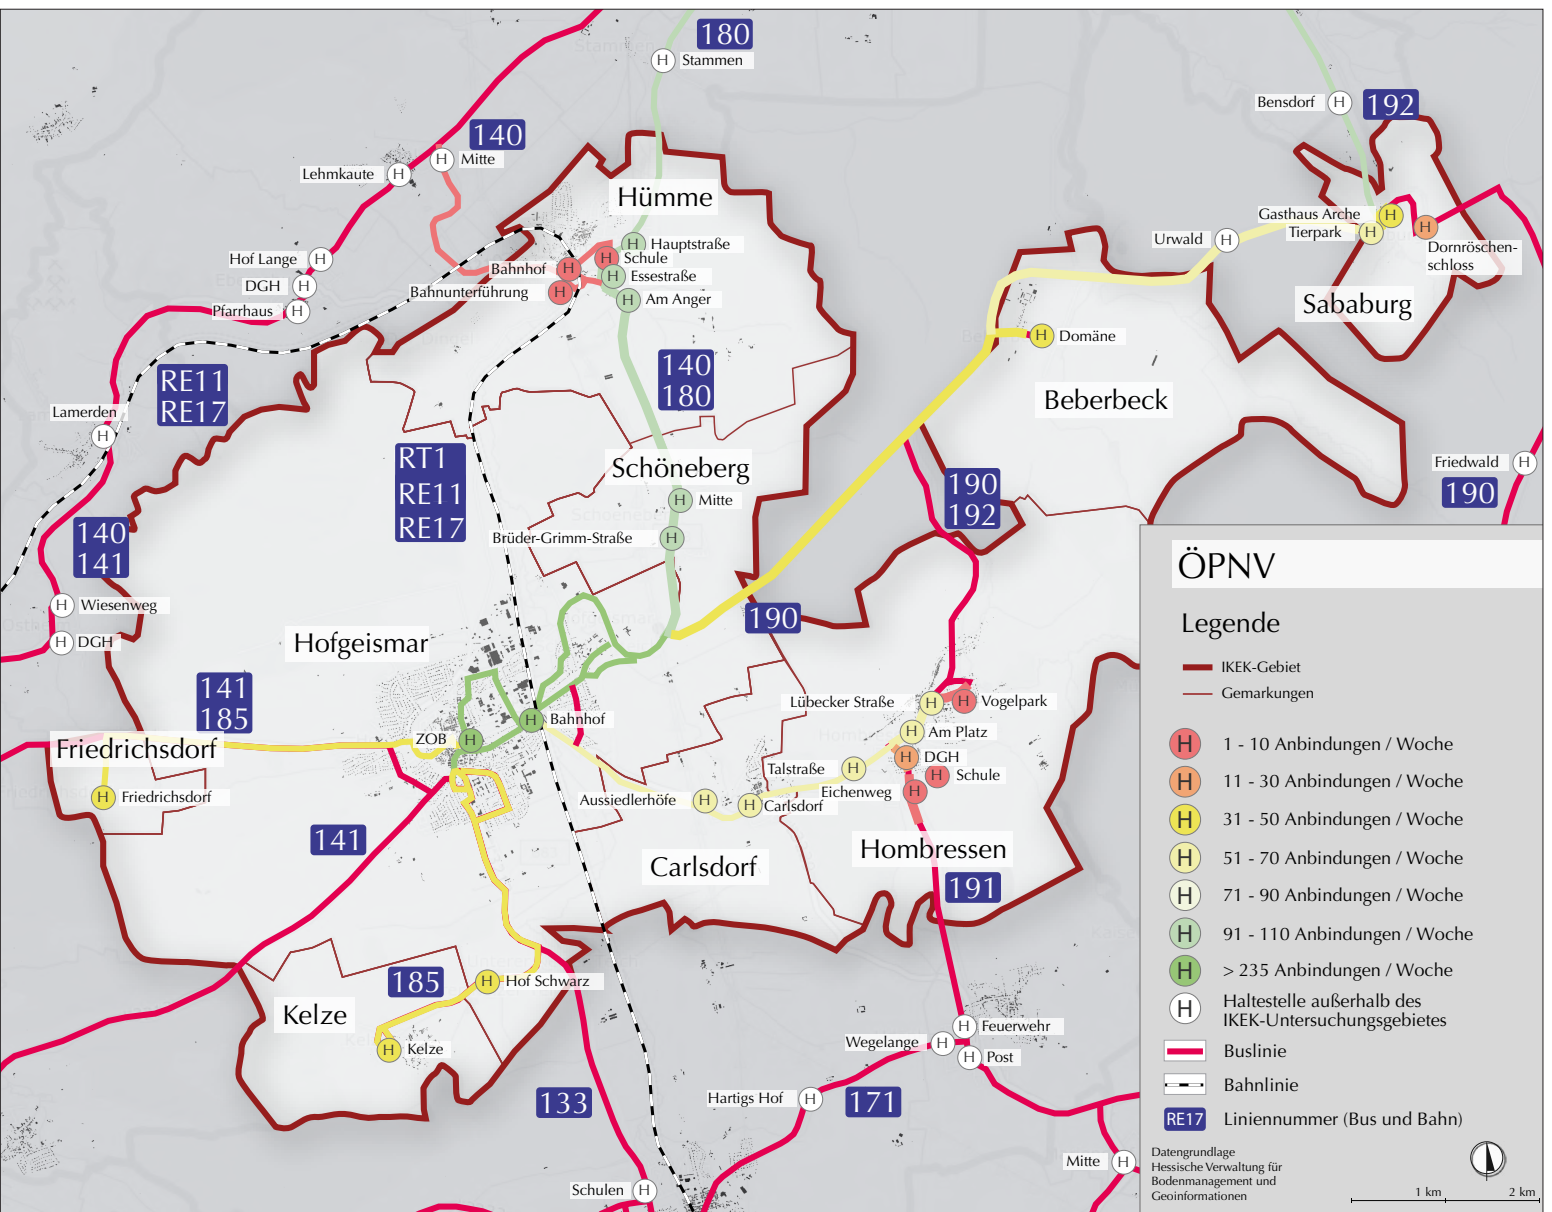 180
Stammen
Bensdorf
192
140
Mitte
Lehmkaute
Hümme
Gasthaus Arche
Tierpark
Urwald
Dornröschen-
schloss
Hauptstraße
Schule
Bahnhof
Essestraße
Bahnunterführung
Am Anger
Hof Lange
DGH
Pfarrhaus
Sababurg
Domäne
140
180
RE11
RE17
Beberbeck
Lamerden
RT1
RE11
RE17
Schöneberg
Friedwald
190
190
192
Mitte
Brüder-Grimm-Straße
140
141
Wiesenweg
DGH
190
Hofgeismar
141
185
Friedrichsdorf
ZOB
Bahnhof
Lübecker Straße
Vogelpark
Am Platz
DGH
Talstraße
Schule
Eichenweg
Friedrichsdorf
Aussiedlerhöfe
Carlsdorf
141
Hombressen
Carlsdorf
191
185
Hof Schwarz
Kelze
Kelze
Feuerwehr
Wegelange
Post
133
Hartigs Hof
171
Mitte
Schulen
ÖPNV
Legende
IKEK-Gebiet
Gemarkungen
H 1 - 10 Anbindungen / Woche
H 11 - 30 Anbindungen / Woche
H 31 - 50 Anbindungen / Woche
H 51 - 70 Anbindungen / Woche
H 71 - 90 Anbindungen / Woche
H 91 - 110 Anbindungen / Woche
H > 235 Anbindungen / Woche
H Haltestelle außerhalb des
IKEK-Untersuchungsgebietes
Buslinie
Bahnlinie
RE17 Liniennummer (Bus und Bahn)
Datengrundlage
Hessische Verwaltung für
Bodenmanagement und
Geoinformationen
1 km 2 km